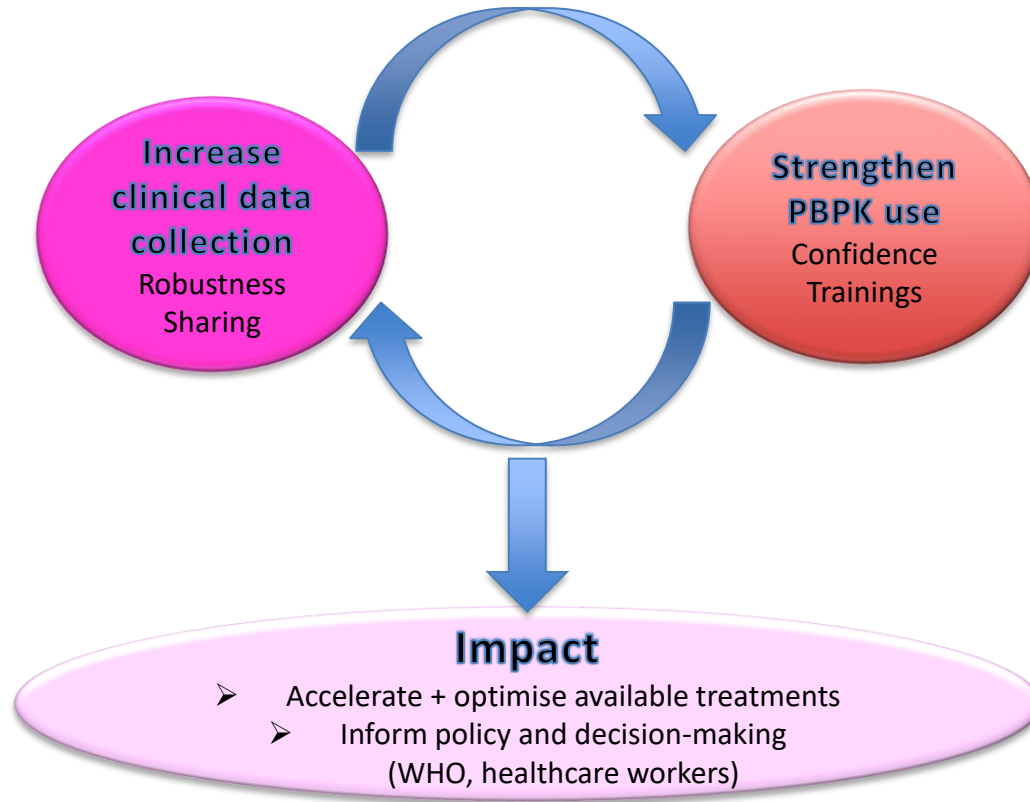 Increase
clinical data
collection
Robustness
Sharing
Strengthen
PBPK use
Confidence
Trainings
Impact
➢ Accelerate + optimise available treatments
➢ Inform policy and decision-making
(WHO, healthcare workers)